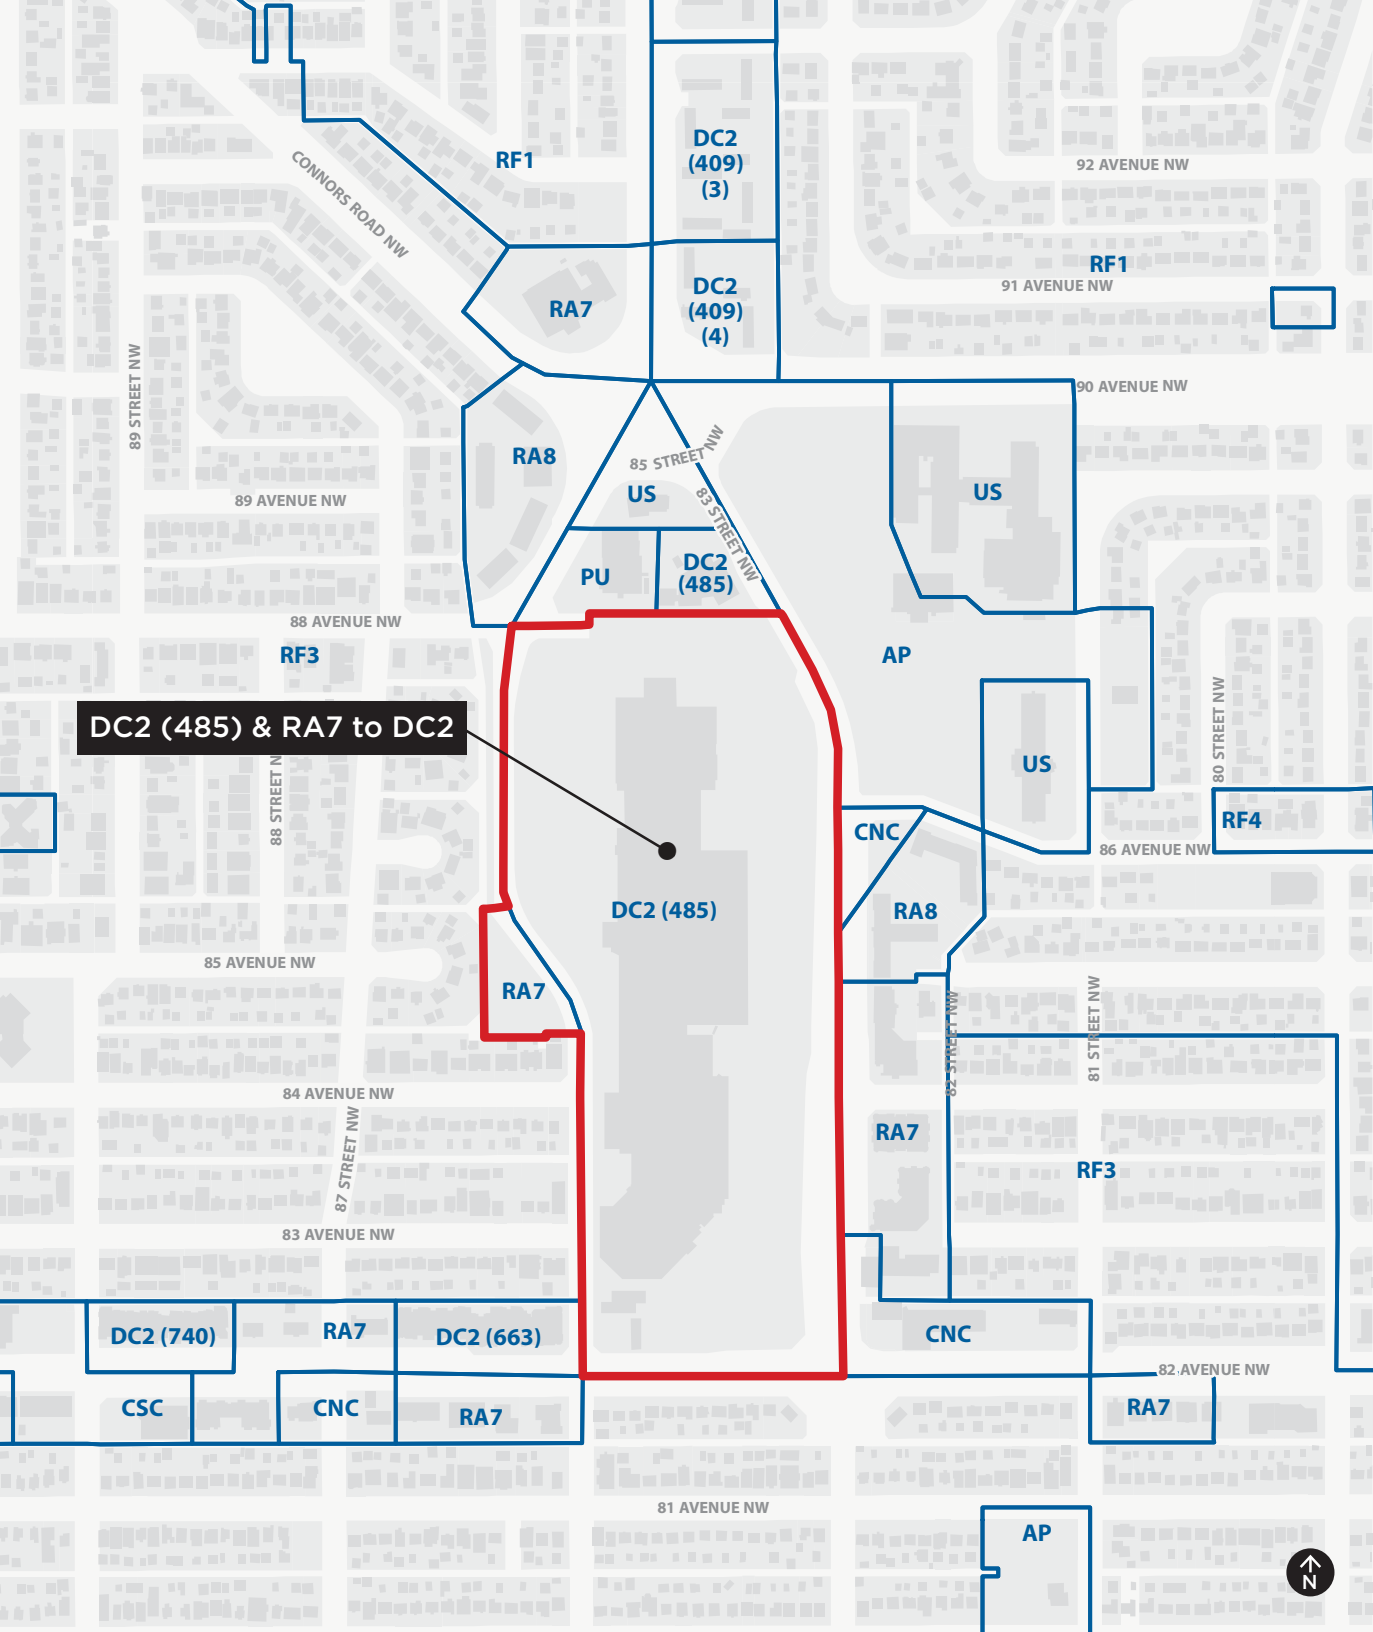 RF1
DC2
(409)
(3)
92 AVENUE NW
CONNORS ROAD NW
RF1
91 AVENUE NW
RA7
DC2
(409)
(4)
89 STREET NW
90 AVENUE NW
RA8
85 STREET NW
US
US
83 STREET NW
89 AVENUE NW
PU
DC2
(485)
88 AVENUE NW
RF3
AP
80 STREET NW
DC2 (485) & RA7 to DC2
US
88 STREET N
CNC
RF4
86 AVENUE NW
DC2 (485)
RA8
85 AVENUE NW
RA7
82 STREET NW
81 STREET NW
84 AVENUE NW
87 STREET NW
RA7
RF3
83 AVENUE NW
DC2 (740)
RA7
DC2 (663)
CNC
82 AVENUE NW
CSC
CNC
RA7
RA7
81 AVENUE NW
AP
N